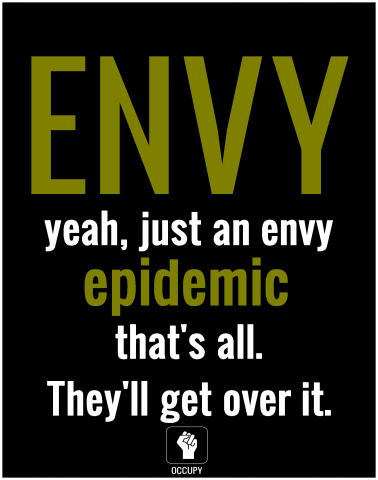 ENVY
yeah, just an envy
epidemic
that's all.
They'll get over it.
OCCUPY